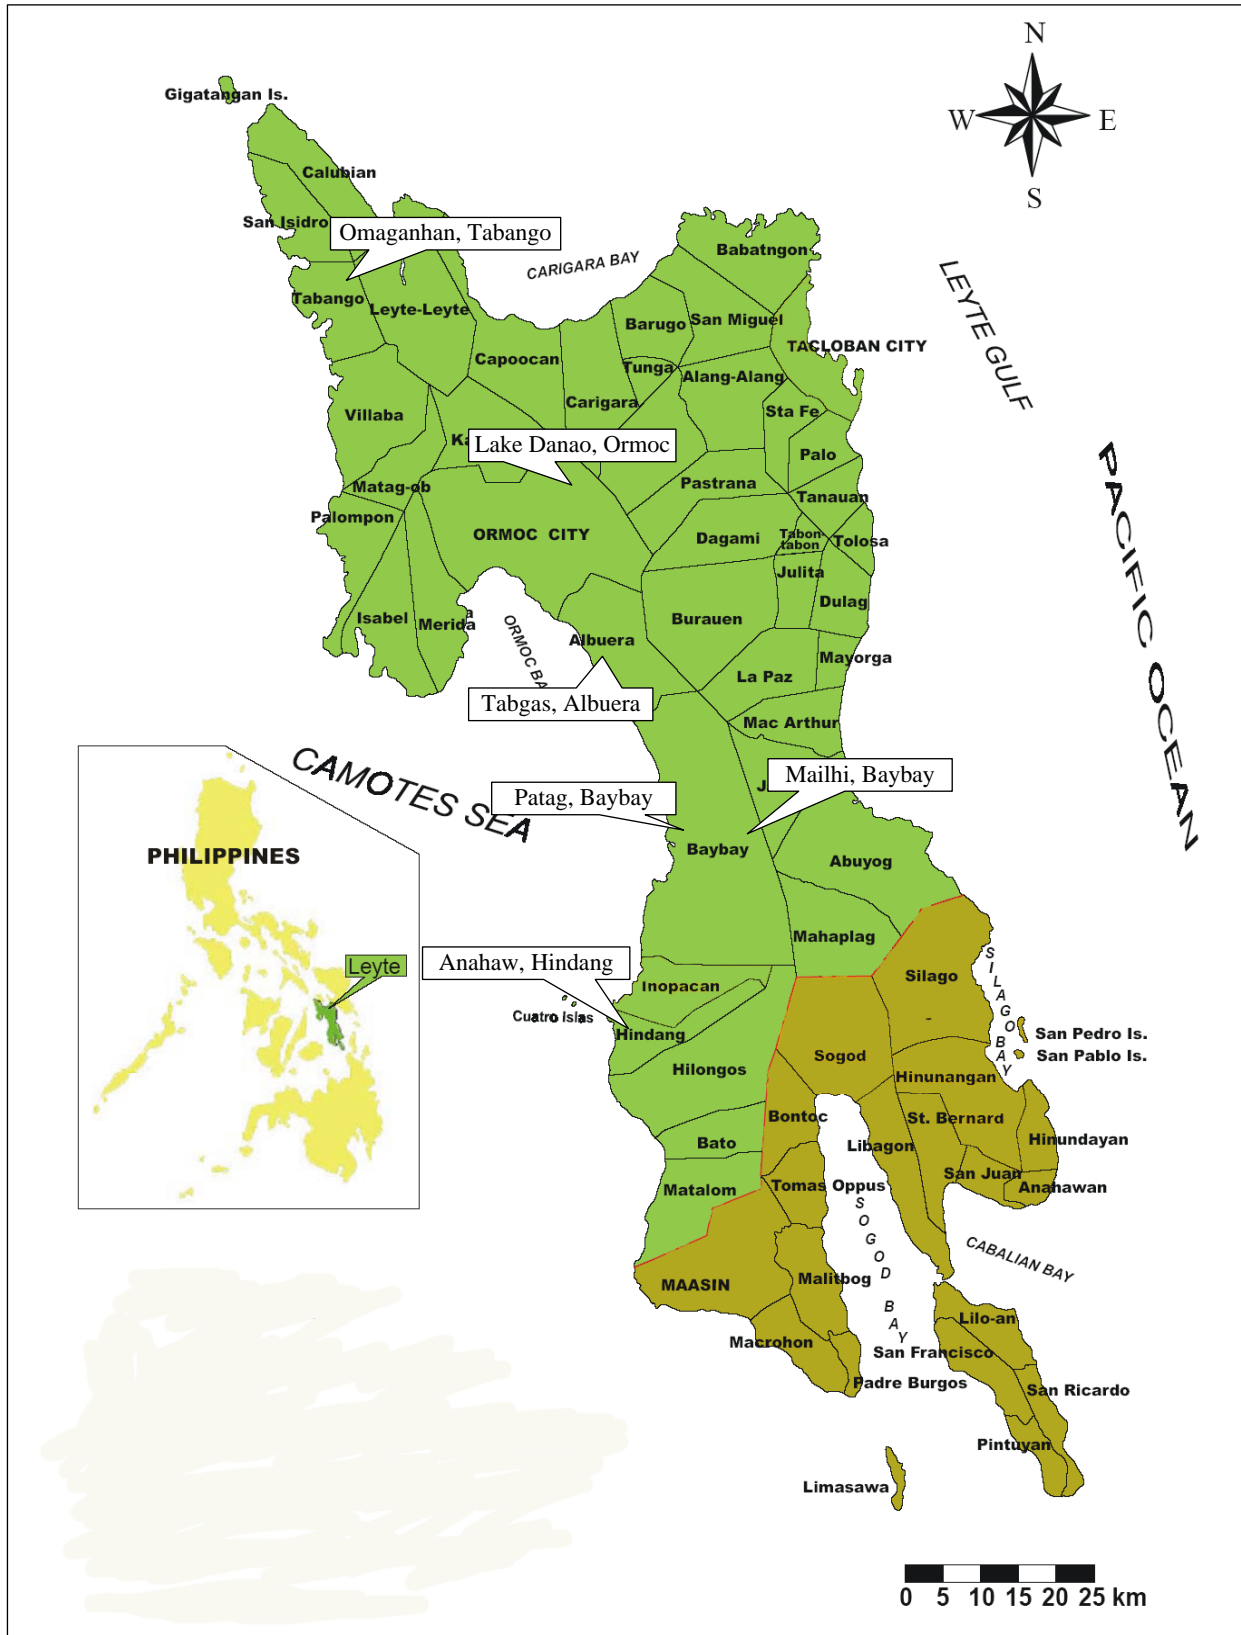 N
W
E
S
Gigatangan Is.
Calubian
San Isidro
Omaganhan, Tabango
Babatngon
CARIGARA BAY
LEYTE GULF
Tabango
Leyte-Leyte
Barugo
San Miguel
TACLOBAN CITY
Capoocan
Tunga
Alang-Alang
Carigara
Sta Fe
Villaba
Lake Danao, Ormoc
Palo
PACIFIC OCEAN
Pastrana
Matag-ob
Tanauan
Palompon
ORMOC CITY
Dagami
Tabon-
tabon
Tolosa
Julita
Dulag
Isabel
Merida
a
ORMOC BA
Albuera
Burauen
Mayorga
La Paz
Tabgas, Albuera
Mac Arthur
CAMOTES SEA
Mailhi, Baybay
J
Patag, Baybay
PHILIPPINES
Baybay
Abuyog
Mahaplag
Leyte
Anahaw, Hindang
Silago
SILAGO BAY
Inopacan
Cuatro Islas
Hindang
San Pedro Is.
San Pablo Is.
Sogod
Hilongos
Hinunangan
Bontoc
St. Bernard
Bato
Libagon
Hinundayan
San Juan
Anahawan
Matalom
Tomas Oppus
SOGOD BAY
CABALIAN BAY
MAASIN
Malitbog
Lilo-an
Macrohon
San Francisco
Padre Burgos
San Ricardo
Pintuyan
Limasawa
0 5 10 15 20 25 km